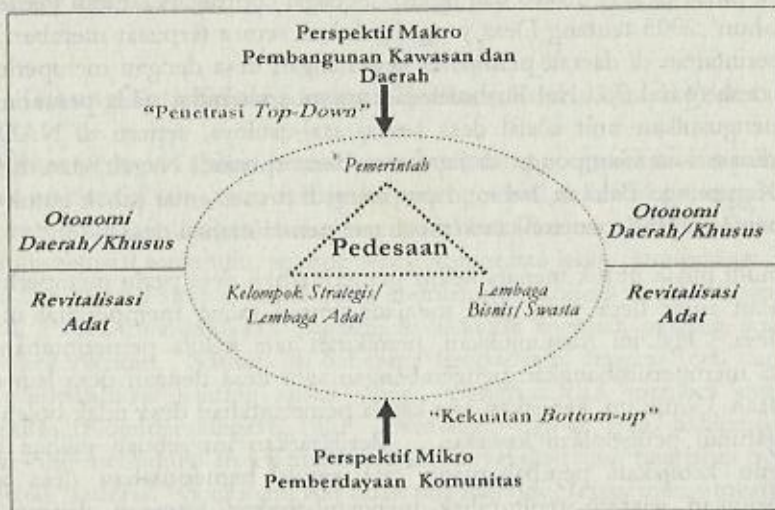 Perspektif Makro
Pembangunan Kawasan dan
Daerah
“Penetrasi Top-Down”
Pemerintah
Otonomi
Daerah/Khusus
Otonomi
Daerah/Khusus
Pedesaan
Revitalisasi
Adat
Kelompok Strategis/
Lembaga Adat
Lembaga
Bisnis/Swasta
Revitalisasi
Adat
“Kekuatan Bottom-up”
Perspektif Mikro
Pemberdayaan Komunitas